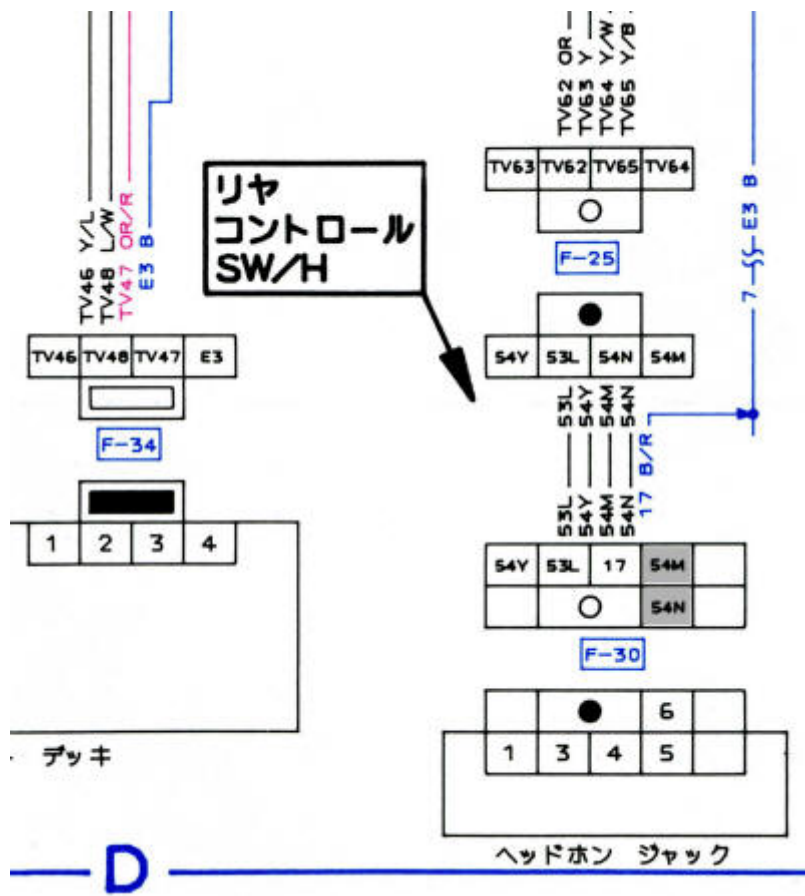 TV46 Y/L
TV48 L/W
TV47 OR/R
E3 B
TV46 TV48 TV47 E3
F-34
1 2 3 4
デッキ
リヤ
コントロール
SW/H
TV62 OR
TV63 Y
TV64 Y/W
TV65 Y/B
TV63 TV62 TV65 TV64
F-25
7 E3 B
54Y 53L 54N 54M
53L 53L
54Y 54Y
54M 54M
54N 54N
17 B/R
54Y 53L 17 54M
54N
F-30
6
1 3 4 5
ヘッドホン ジャック
D